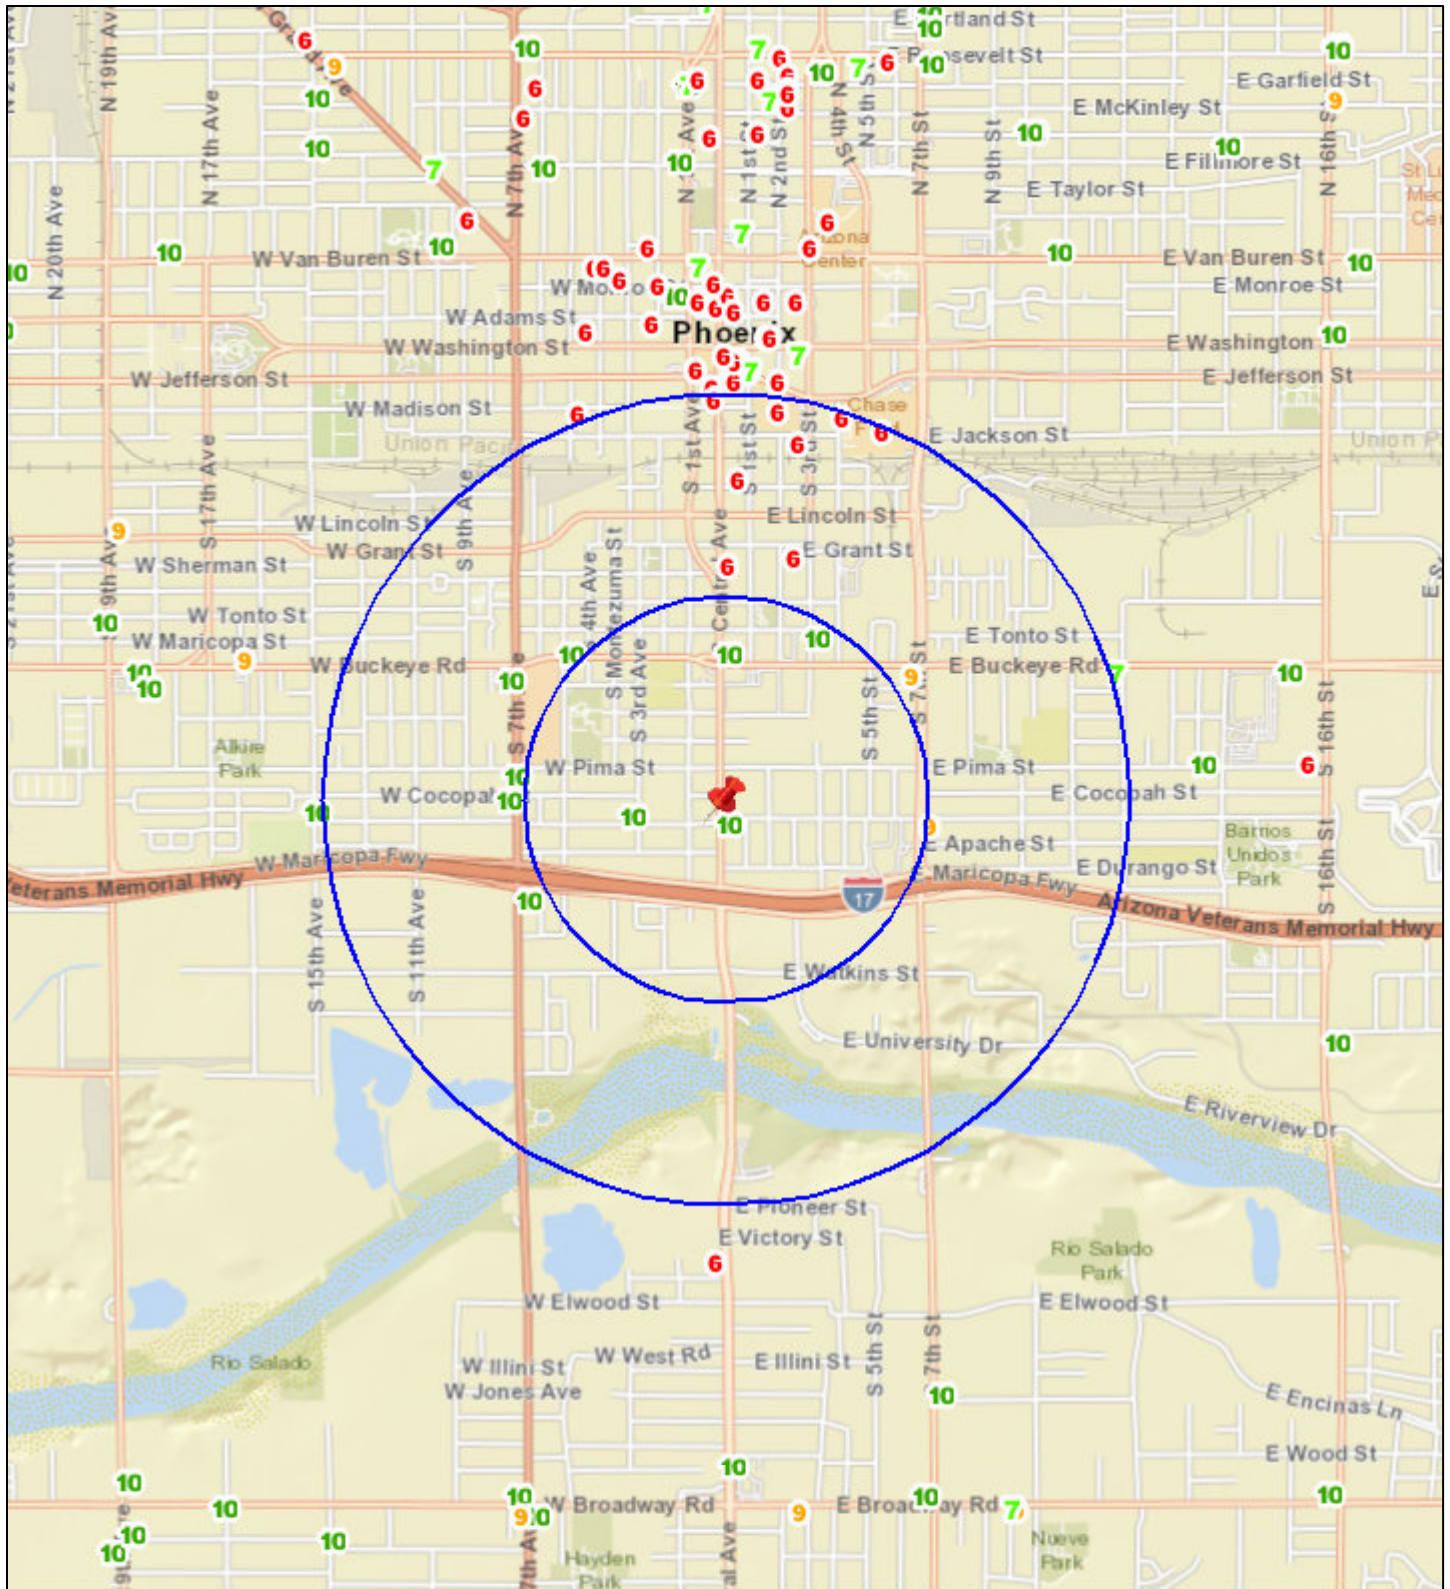 E Portland St
N 19th Ave
Grand Ave
E Roosevelt St
E Garfield St
E McKinley St
N 17th Ave
N 7th Ave
N 1st St
N 2nd St
N 4th St
N 5th St
N 7th St
N 9th St
N 16th St
E Fillmore St
E Taylor St
N 20th Ave
Arizona
Center
W Van Buren St
E Van Buren St
E Monroe St
W Adams St
Phoenix
W Washington St
E Washington
W Jefferson St
E Jefferson St
W Madison St
Chase
E Jackson St
Union Paci
Union P
S 17th Ave
S 9th Ave
S 1st Ave
S 1st St
S 3rd St
W Lincoln St
E Lincoln St
W Grant St
E Grant St
W Sherman St
S 4th Ave
S Montezuma St
S Central Ave
W Tonto St
E Tonto St
W Maricopa St
W Buckeye Rd
E Buckeye Rd
S 3rd Ave
S 5th St
S 7th St
S 7th
S 16th St
Alkire
Park
W Pima St
E Pima St
W Cocopa
E Cocopah St
E Apache St
Barrios
Unidos
Park
S 16th St
W Maricopa Fwy
E Durango St
Veterans Memorial Hwy
17
E Maricopa Fwy
Arizona Veterans Memorial Hwy
S 15th Ave
S 11th Ave
E Watkins St
E University Dr
E Riverview Dr
E Pioneer St
E Victory St
Rio Salado
Park
W Elwood St
E Elwood St
S 5th St
S 7th St
Rio Salado
W Illini St
W West Rd
E Illini St
W Jones Ave
E Encinas Ln
E Wood St
W Broadway Rd
E Broadway Rd
Hayden
Park
Nueve
Park